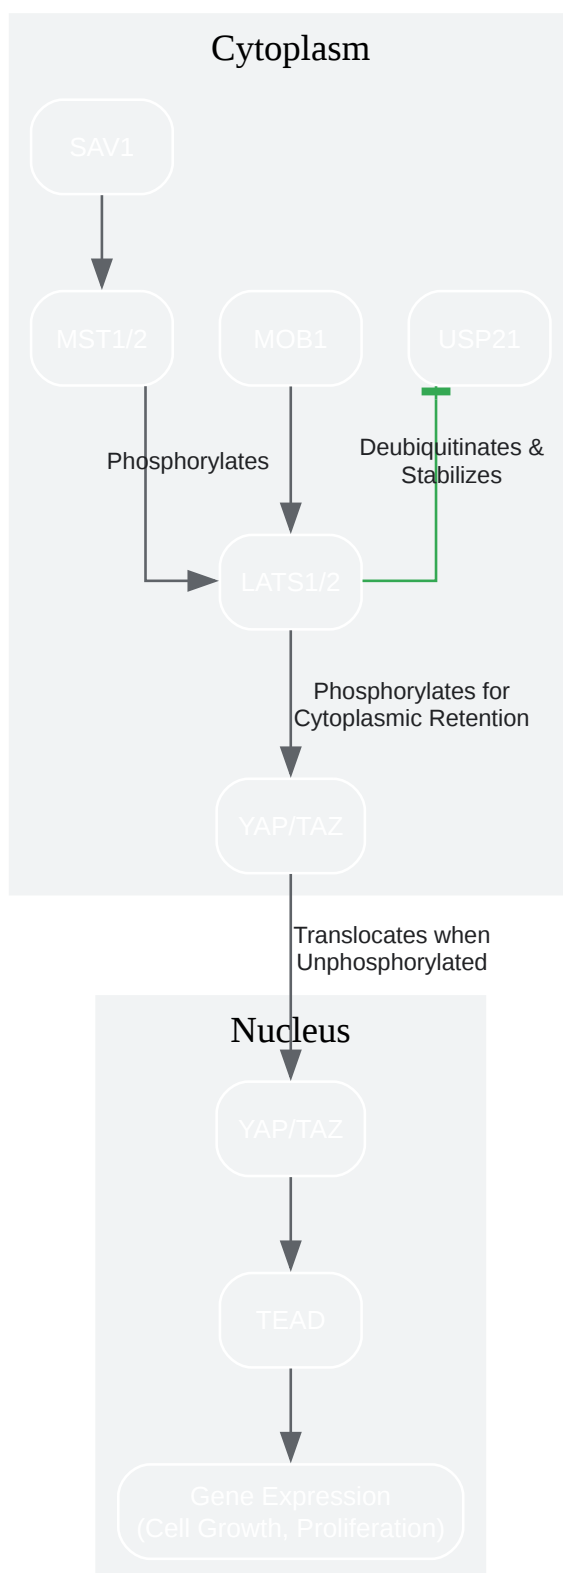 Cytoplasm
SAV1
MST1/2
MOB1
USP21
Phosphorylates
Deubiquitinates &
Stabilizes
LATS1/2
Phosphorylates for
Cytoplasmic Retention
YAP/TAZ
Translocates when
Unphosphorylated
Nucleus
YAP/TAZ
TEAD
Gene Expression
(Cell Growth, Proliferation)